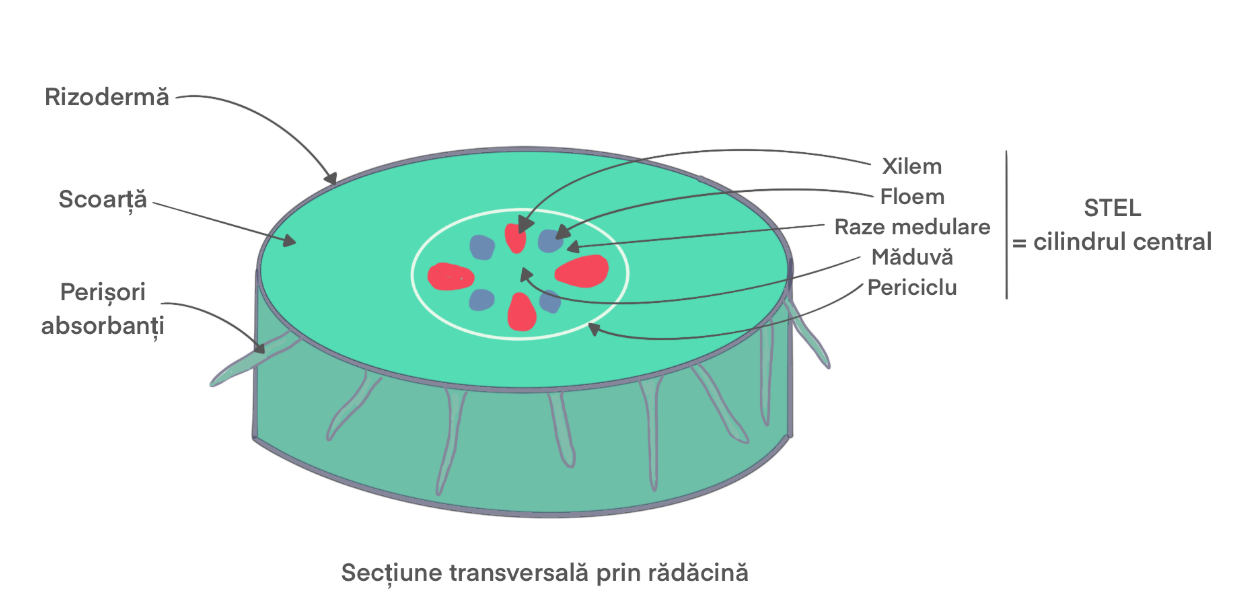 Rizodermă
Scoarță
Perișori
absorbanți
Xilem
Floem
Raze medulare
Măduvă
Periciclu
STEL
= cilindrul central
Secțiune transversală prin rădăcină